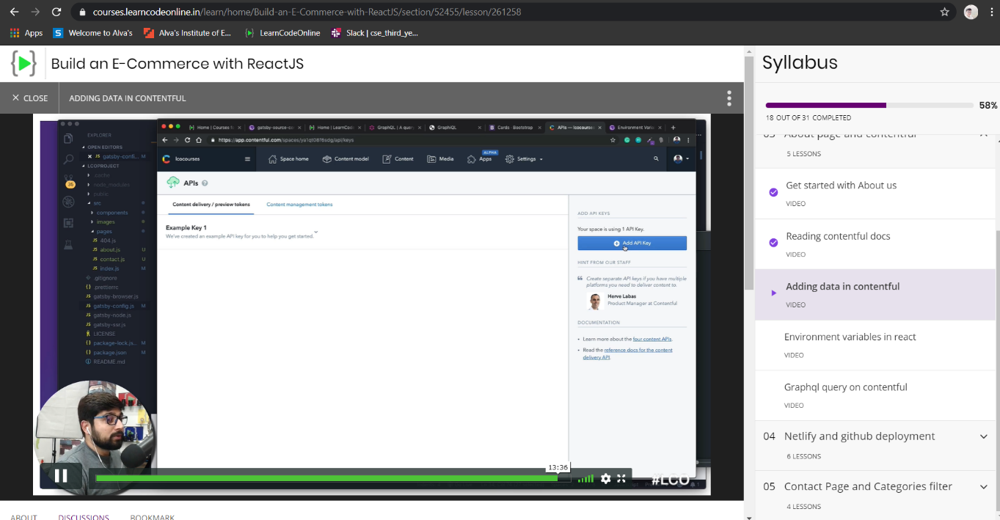 courses.learncodeonline.in/learn/home/Build-an-E-Commerce-with-ReactJS/section/52455/lesson/261258
Apps
S Welcome to Alva's
Alva's Institute of E...
LearnCodeOnline
Slack | cse_third_ye...
Build an E-Commerce with ReactJS
CLOSE
ADDING DATA IN CONTENTFUL
EXPLORER
OPEN EDITORS
JS gatsby-confi... M
LCOPROJECT
.cache
node_modules
public
src
components
images
pages
JS 404.js
JS about.js U
JS contact.js U
JS index.js M
.gitignore
{} .prettierrc
JS gatsby-browser.js
JS gatsby-config.js M
JS gatsby-node.js
JS gatsby-ssr.js
LICENSE
{} package-lock.js... M
{} package.json M
README.md
Home | Courses f
gatsby-source-co
Home | LearnCod
GraphQL | A query
GraphiQL
B Cards · Bootstrap
APIs — lcocourses
Environment Varia
https://app.contentful.com/spaces/ya1qt08f6sdg/api/keys
lcocourses
Space home
Content model
Content
Media
ALPHA
Apps
Settings
APIs ?
Content delivery / preview tokens
Content management tokens
Example Key 1
We've created an example API key for you to help you get started.
ADD API KEYS
Your space is using 1 API Key.
Add API Key
HINT FROM OUR STAFF
Create separate API keys if you have multiple
platforms you need to deliver content to.
Herve Labas
Product Manager at Contentful
DOCUMENTATION
• Learn more about the four content APIs.
• Read the reference docs for the content
delivery API.
13:36
#LCO
ABOUT
DISCUSSIONS
BOOKMARK
Syllabus
58%
18 OUT OF 31 COMPLETED
03 About page and contentful
5 LESSONS
Get started with About us
VIDEO
Reading contentful docs
VIDEO
Adding data in contentful
VIDEO
Environment variables in react
VIDEO
Graphql query on contentful
VIDEO
04 Netlify and github deployment
6 LESSONS
05 Contact Page and Categories filter
4 LESSONS